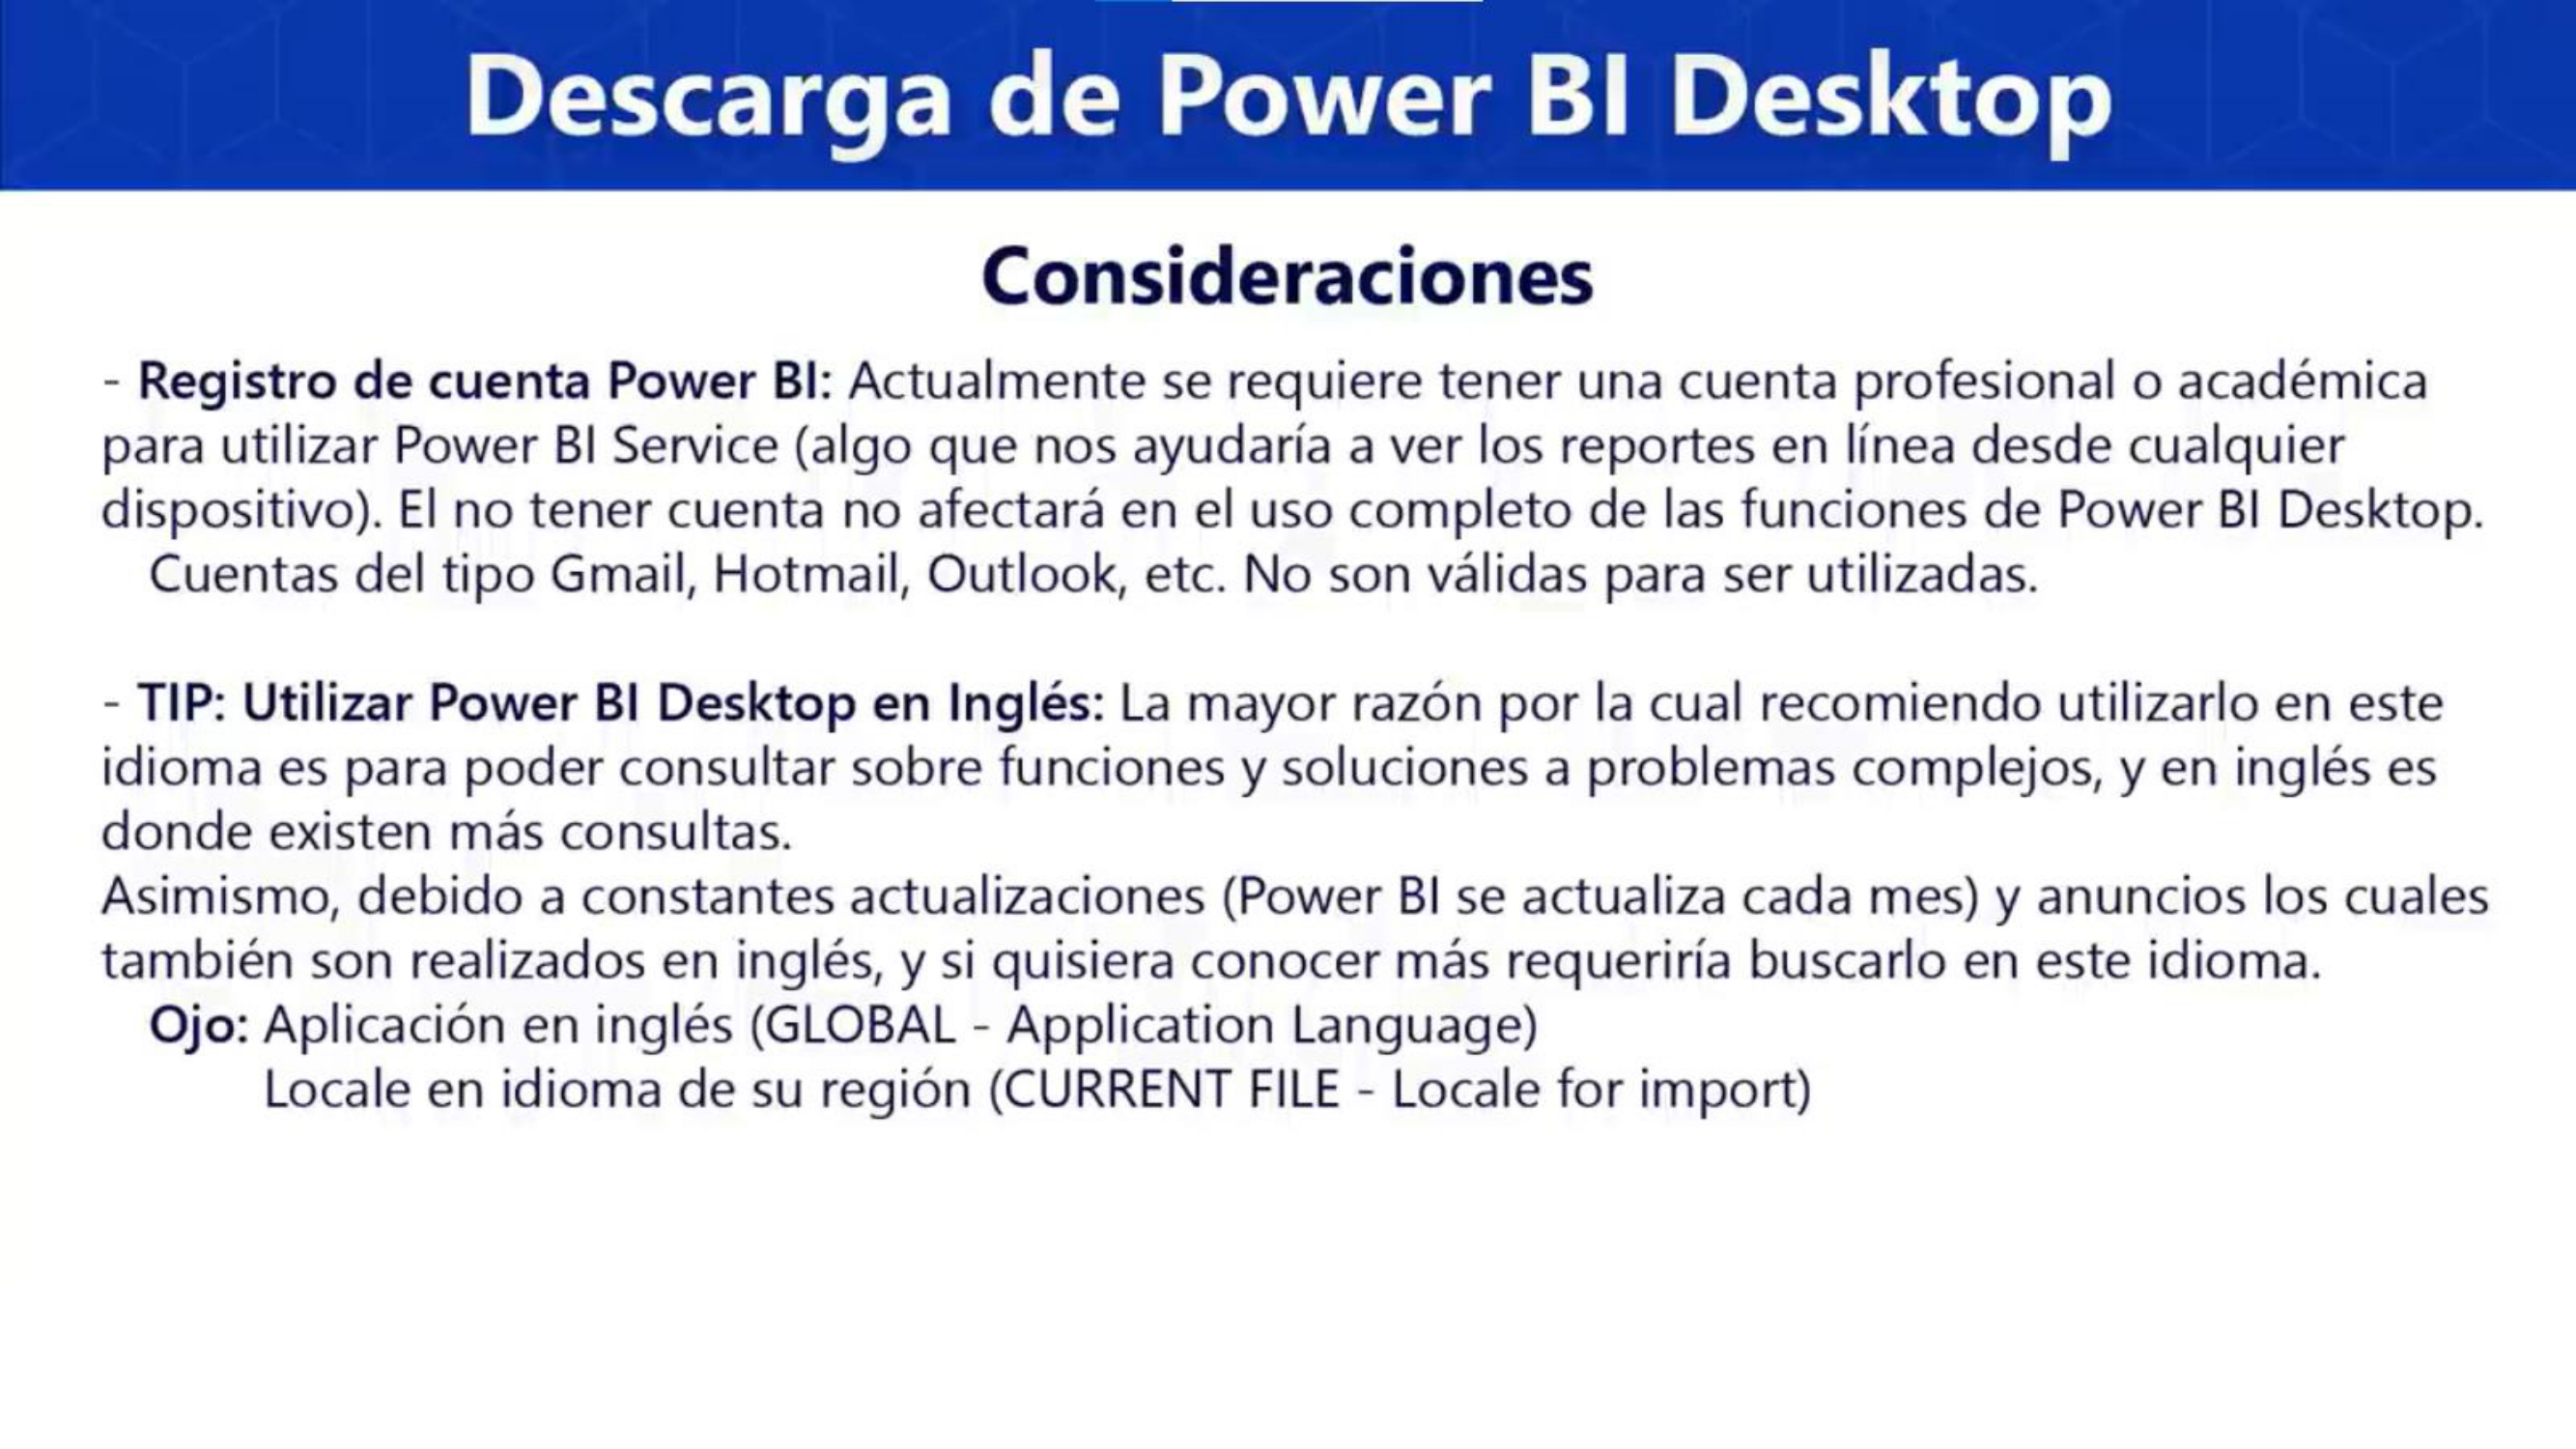 Descarga de Power BI Desktop
Consideraciones
- Registro de cuenta Power BI: Actualmente se requiere tener una cuenta profesional o académica
para utilizar Power BI Service (algo que nos ayudaría a ver los reportes en línea desde cualquier
dispositivo). El no tener cuenta no afectará en el uso completo de las funciones de Power BI Desktop.
Cuentas del tipo Gmail, Hotmail, Outlook, etc. No son válidas para ser utilizadas.
- TIP: Utilizar Power BI Desktop en Inglés: La mayor razón por la cual recomiendo utilizarlo en este
idioma es para poder consultar sobre funciones y soluciones a problemas complejos, y en inglés es
donde existen más consultas.
Asimismo, debido a constantes actualizaciones (Power BI se actualiza cada mes) y anuncios los cuales
también son realizados en inglés, y si quisiera conocer más requeriría buscarlo en este idioma.
Ojo: Aplicación en inglés (GLOBAL - Application Language)
Locale en idioma de su región (CURRENT FILE - Locale for import)